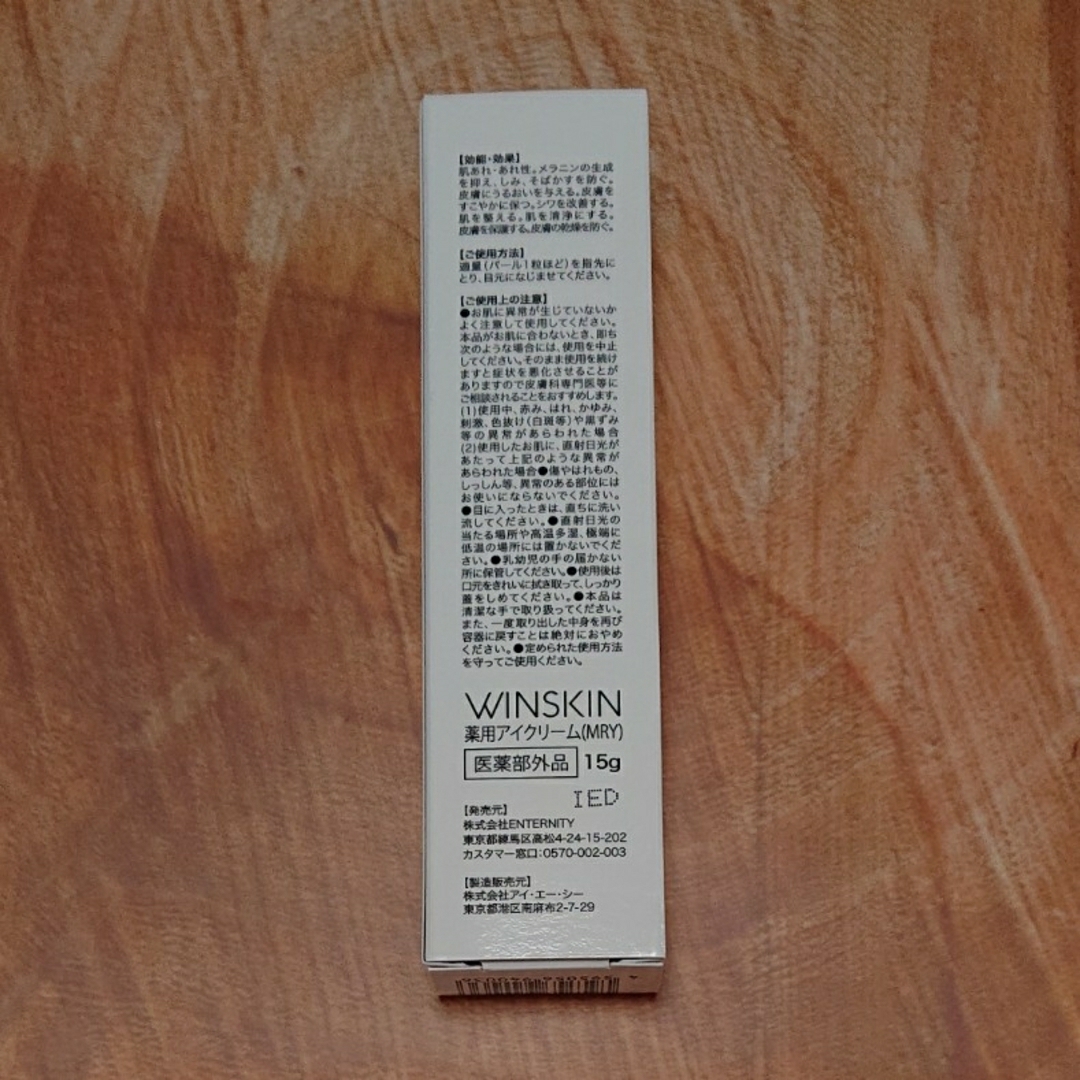 【効能・効果】
肌あれ・あれ性。メラニンの生成
を抑え、しみ、そばかすを防ぐ。
皮膚にうるおいを与える。皮膚を
すこやかに保つ。シワを改善する。
肌を整える。肌を清浄にする。
皮膚を保護する。皮膚の乾燥を防ぐ。
【ご使用方法】
適量(パール1粒ほど)を指先に
とり、目元になじませてください。
【ご使用上の注意】
●お肌に異常が生じていないか
よく注意して使用してください。
本品がお肌に合わないとき、即ち
次のような場合には、使用を中止
してください。そのまま使用を続け
ますと症状を悪化させることが
ありますので皮膚科専門医等に
ご相談されることをおすすめします。
(1)使用中、赤み、はれ、かゆみ、
刺激、色抜け(白斑等)や黒ずみ
等の異常があらわれた場合
(2)使用したお肌に、直射日光が
あたって上記のような異常が
あらわれた場合●傷やはれもの、
しっしん等、異常のある部位には
お使いにならないでください。
●目に入ったときは、直ちに洗い
流してください。●直射日光の
当たる場所や高温多湿、極端に
低温の場所には置かないでくだ
さい。●乳幼児の手の届かない
所に保管してください。●使用後は
口元をきれいに拭き取って、しっかり
蓋をしめてください。●本品は
清潔な手で取り扱ってください。
また、一度取り出した中身を再び
容器に戻すことは絶対におやめ
ください。●定められた使用方法
を守ってご使用ください。
WINSKIN
薬用アイクリーム(MRY)
医薬部外品 15g
IED
【発売元】
株式会社ENTERNITY
東京都練馬区高松4-24-15-202
カスタマー窓口:0570-002-003
【製造販売元】
株式会社アイ・エー・シー
東京都港区南麻布2-7-29